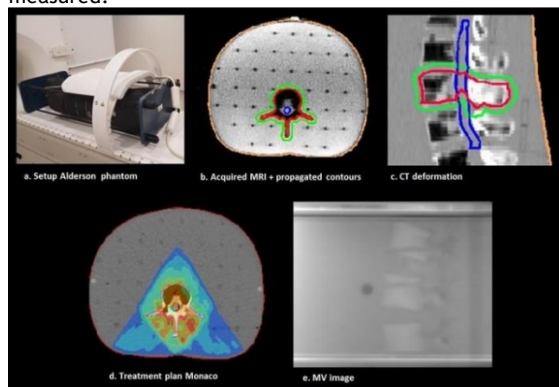 measured.
a. Setup Alderson phantom
b. Acquired MRI + propagated contours
c. CT deformation
d. Treatment plan Monaco
e. MV image